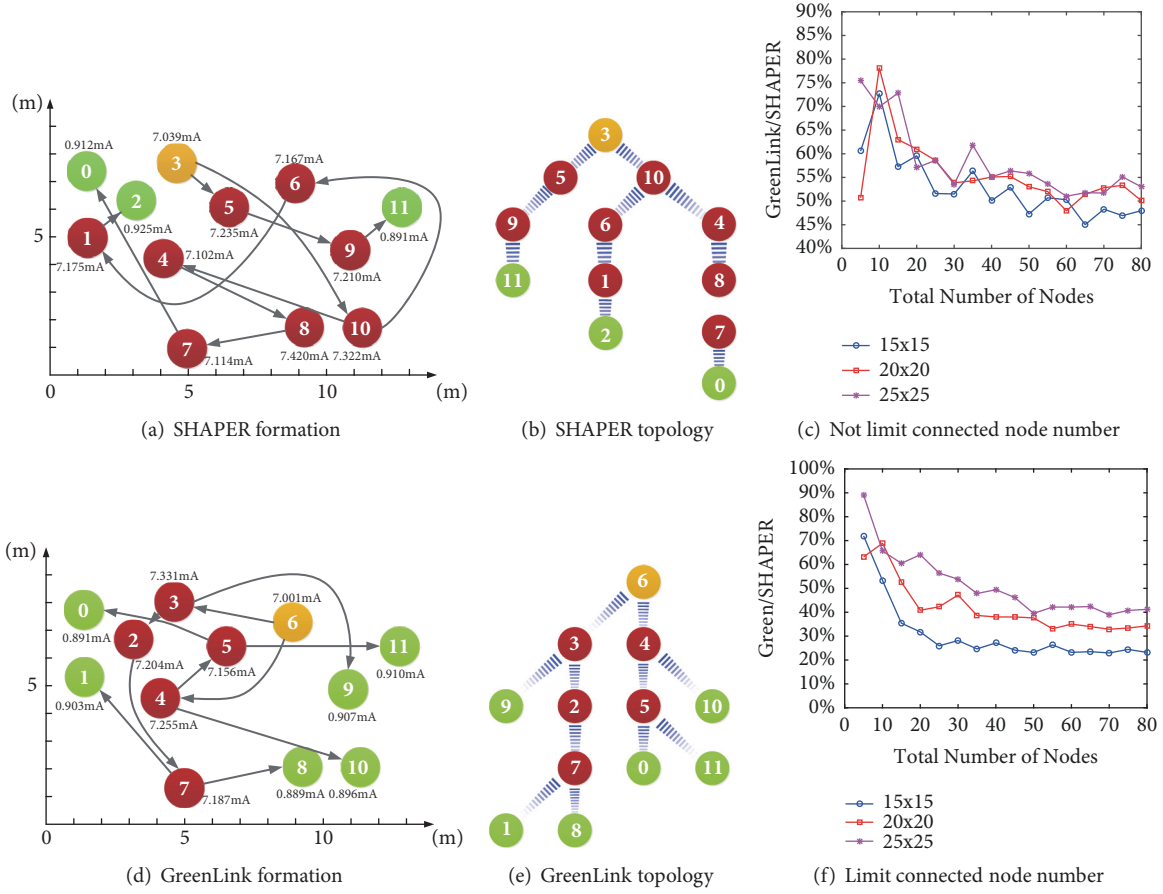 (m)
0.912mA
0
7.039mA
3
7.167mA
6
2
0.925mA
5
7.235mA
11
0.891mA
5
1
7.175mA
4
7.102mA
9
7.210mA
8
7.420mA
10
7.322mA
7
7.114mA
0 5 10 (m)
(a) SHAPER formation
3
5 10
9 6 4
11 1 8
2 7
0
(b) SHAPER topology
90%
85%
80%
75%
70%
65%
60%
55%
50%
45%
40%
GreenLink/SHAPER
0 10 20 30 40 50 60 70 80
Total Number of Nodes
15x15
20x20
25x25
(c) Not limit connected node number
(m)
7.331mA
3
7.001mA
6
0
0.891mA
2
7.204mA
5
7.156mA
11
0.910mA
5
1
0.903mA
4
7.255mA
9
0.907mA
8
0.889mA
10
0.896mA
7
7.187mA
0 5 10 (m)
(d) GreenLink formation
6
3 4
9 2 5 10
7 0 11
1 8
(e) GreenLink topology
100%
90%
80%
70%
60%
50%
40%
30%
20%
10%
0%
Green/SHAPER
0 10 20 30 40 50 60 70 80
Total Number of Nodes
15x15
20x20
25x25
(f) Limit connected node number